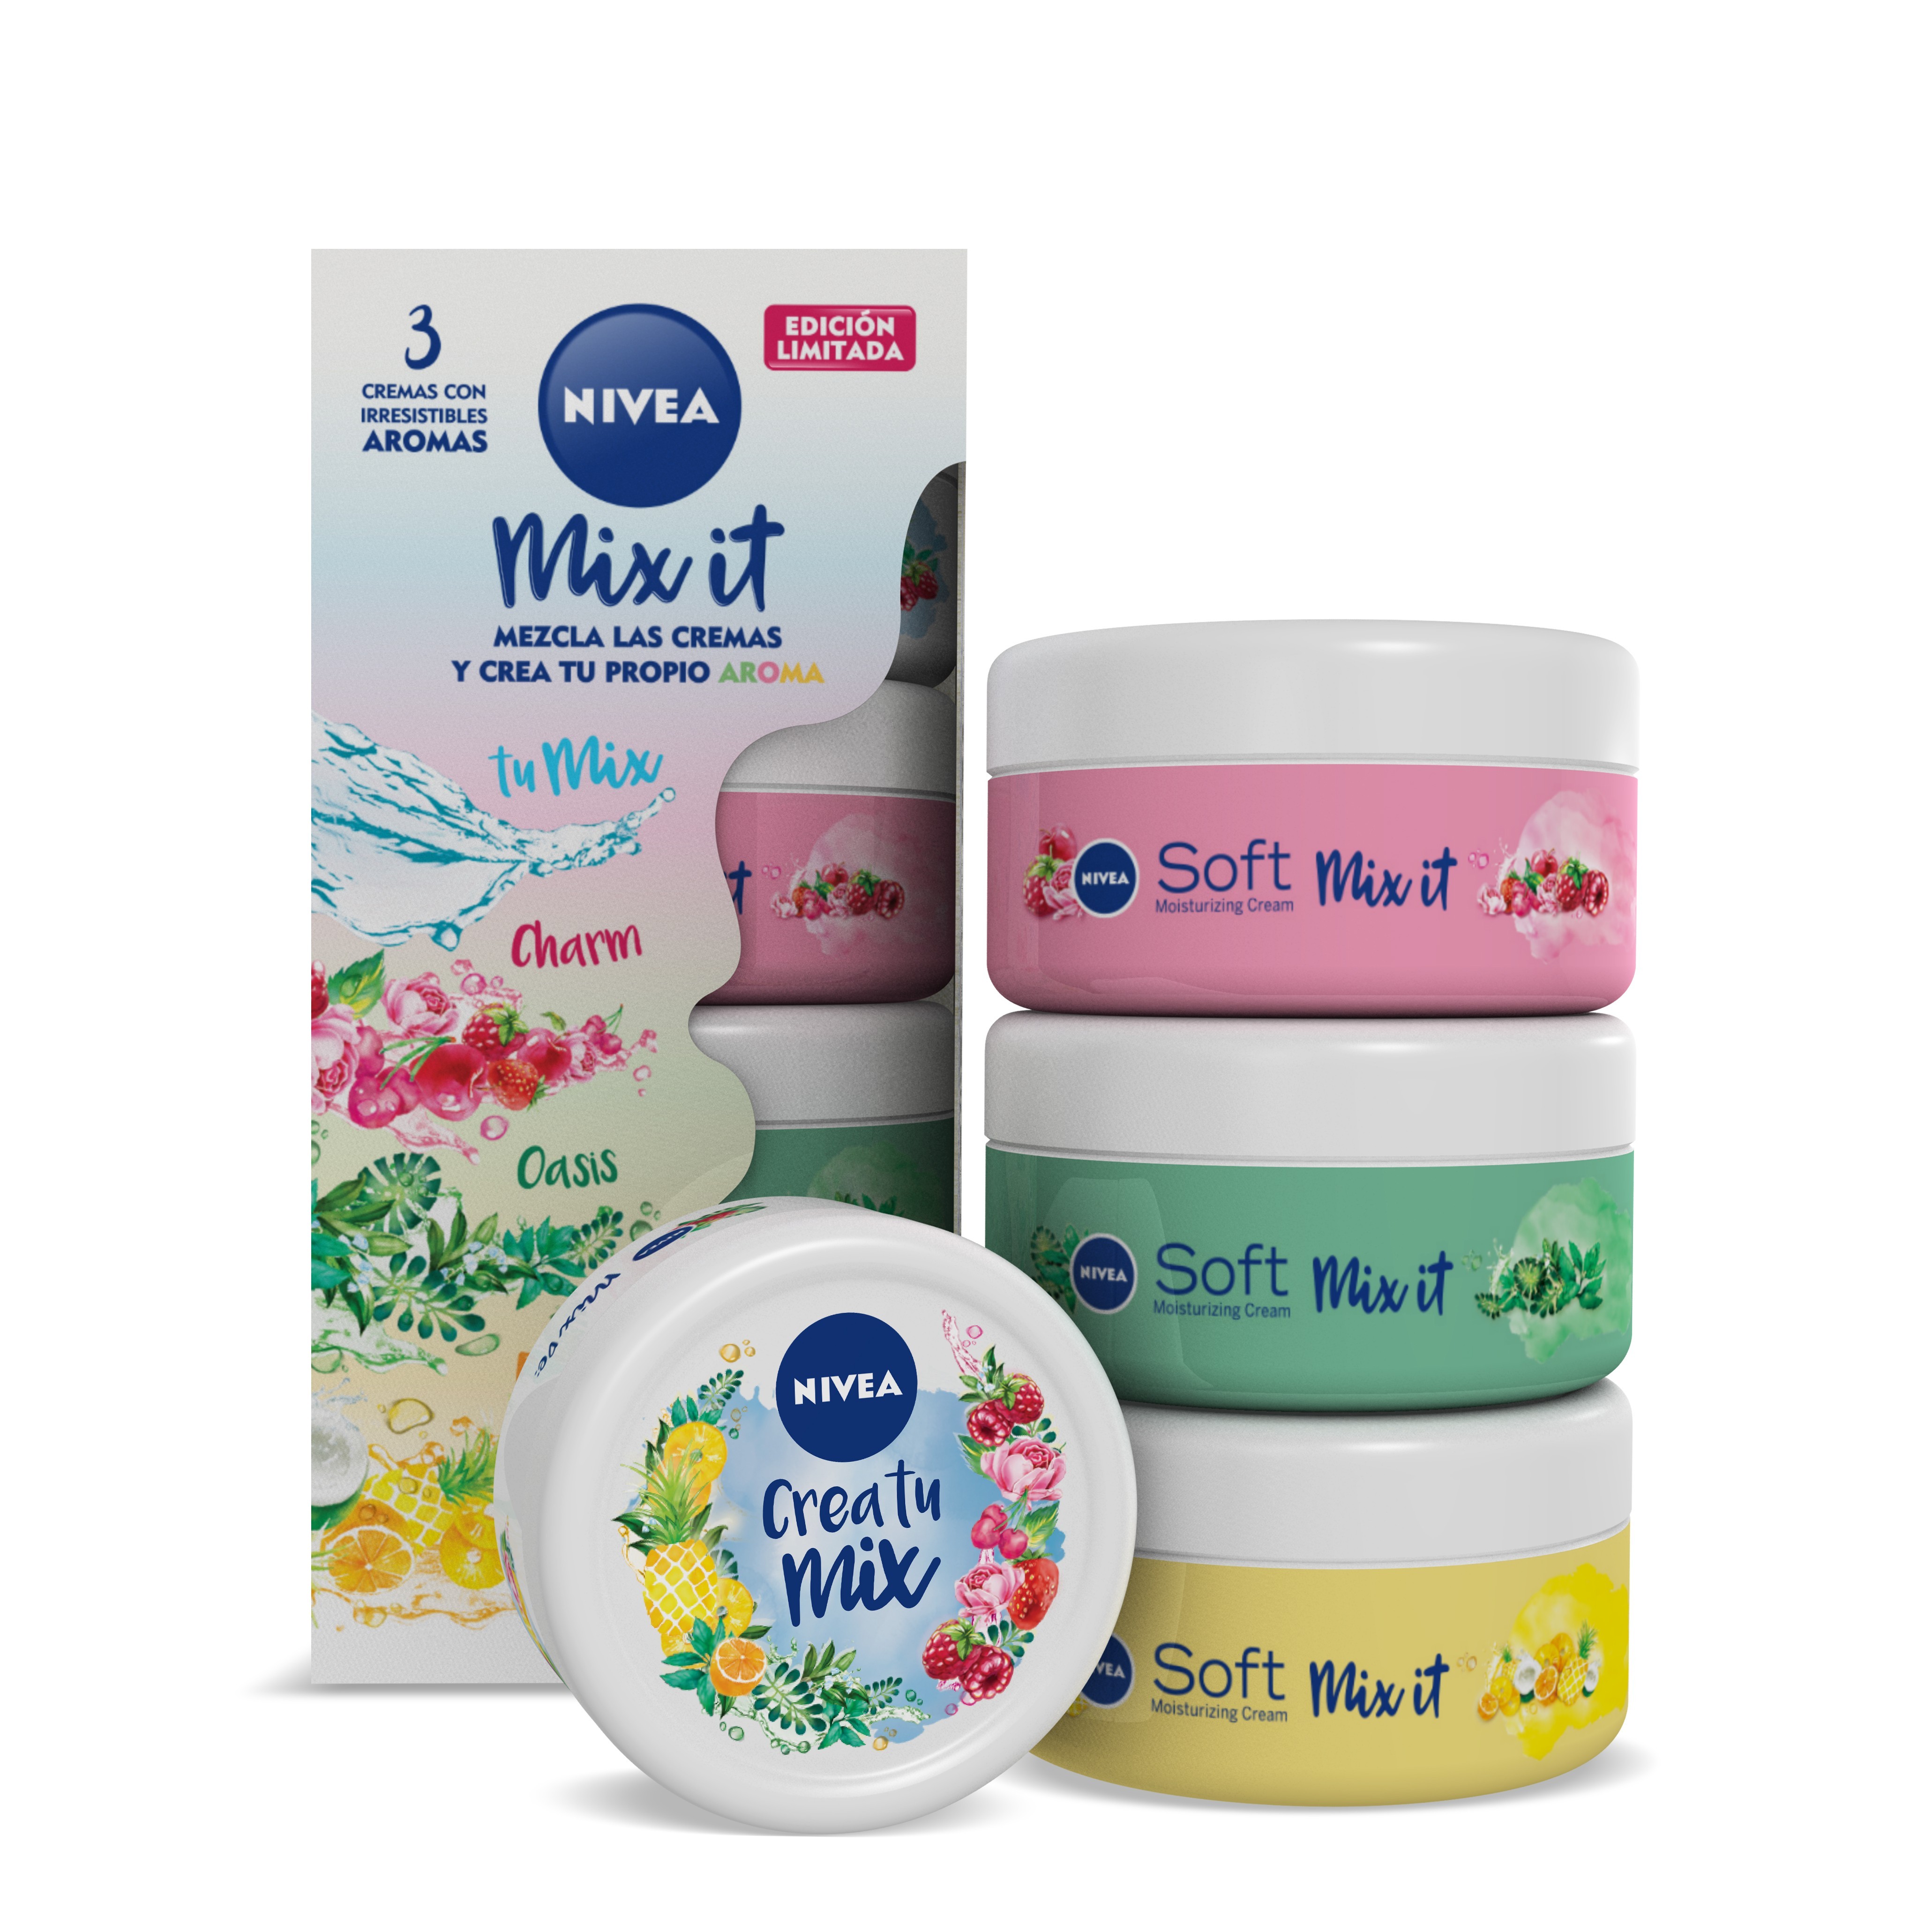 3
CREMAS CON
IRRESISTIBLES
AROMAS
NIVEA
EDICIÓN
LIMITADA
Mix it
MEZCLA LAS CREMAS
Y CREA TU PROPIO AROMA
tu Mix
Charm
Oasis
it
NIVEA
Crea tu
mix
NIVEA Soft Mix it
Moisturizing Cream
NIVEA Soft Mix it
Moisturizing Cream
Soft Mix it
Moisturizing Cream